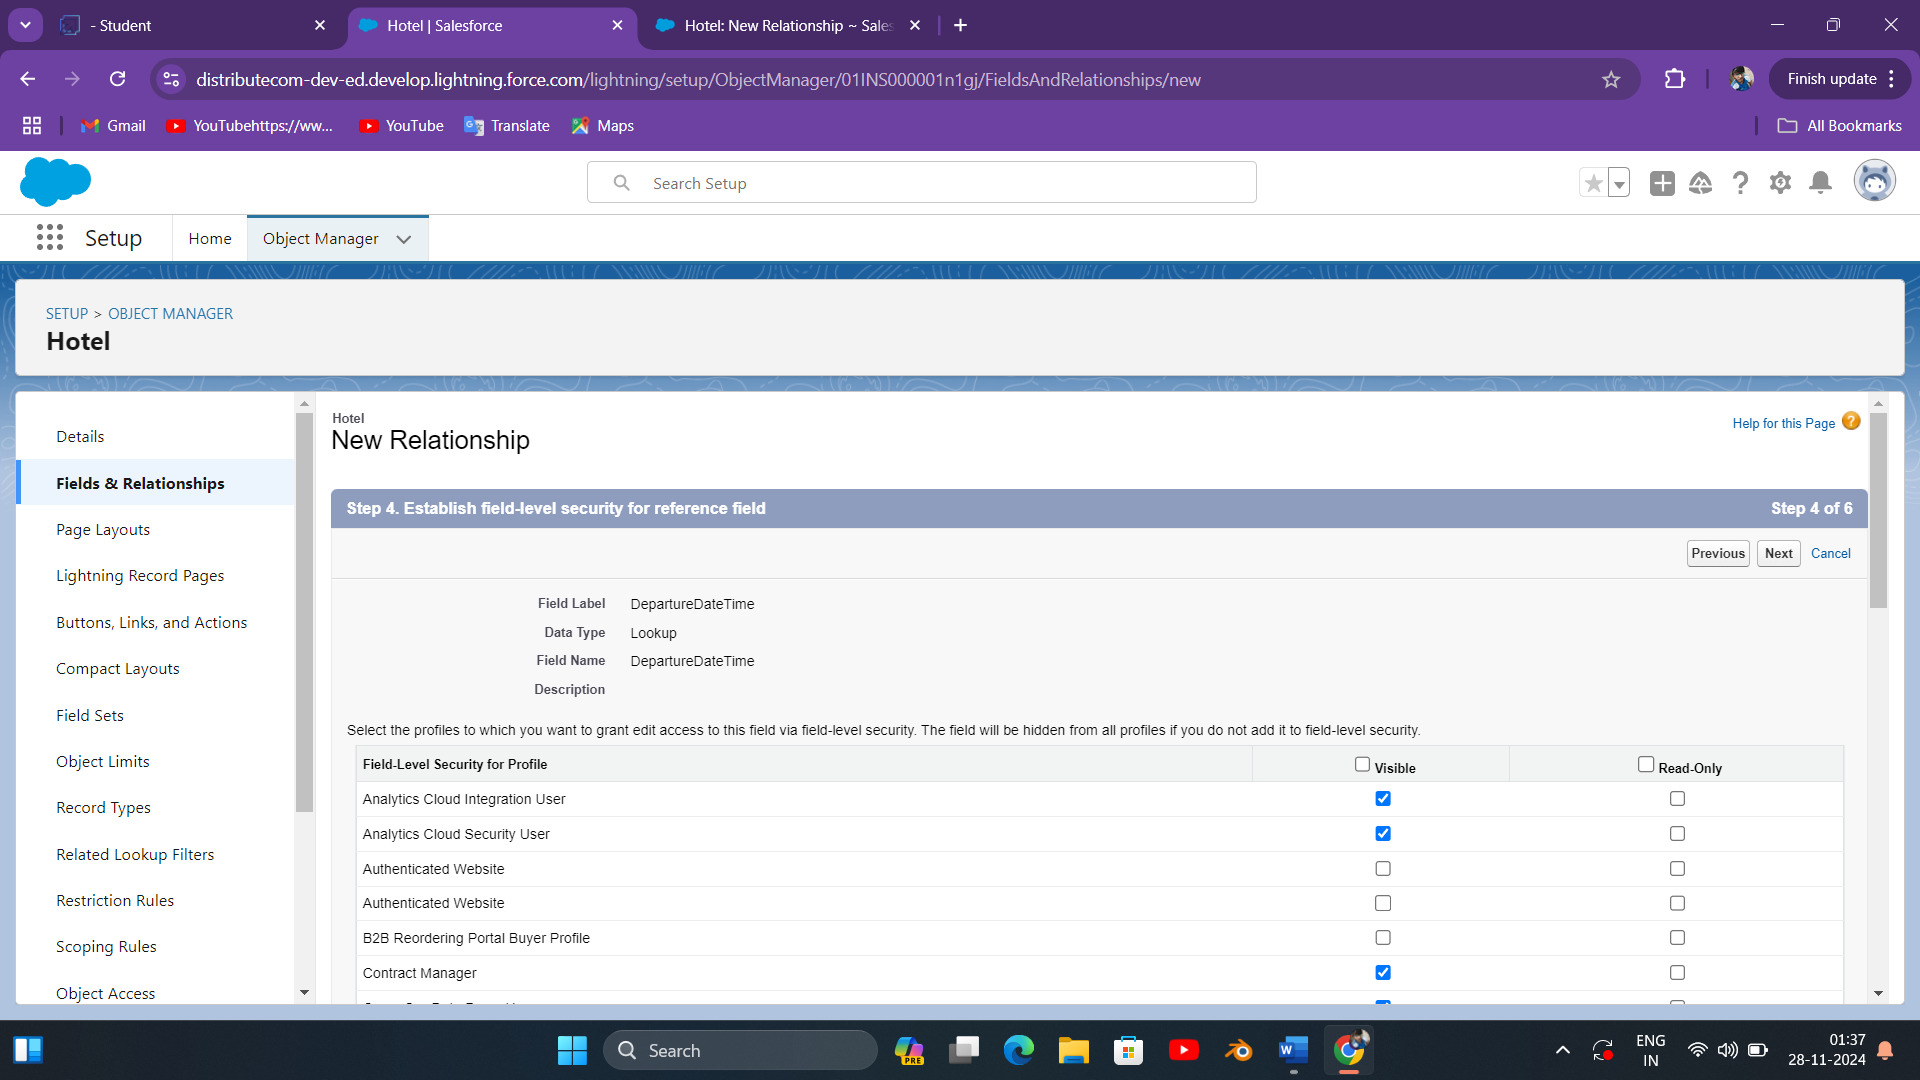 - Student
Hotel | Salesforce
Hotel: New Relationship ~ Sales
distributecom-dev-ed.develop.lightning.force.com/lightning/setup/ObjectManager/01INS000001n1gj/FieldsAndRelationships/new
Finish update
Gmail
YouTubehttps://ww...
YouTube
Translate
Maps
All Bookmarks
Search Setup
Setup
Home
Object Manager
SETUP > OBJECT MANAGER
Hotel
Details
Fields & Relationships
Page Layouts
Lightning Record Pages
Buttons, Links, and Actions
Compact Layouts
Field Sets
Object Limits
Record Types
Related Lookup Filters
Restriction Rules
Scoping Rules
Object Access
Hotel
New Relationship
Help for this Page
Step 4. Establish field-level security for reference field
Step 4 of 6
Previous
Next
Cancel
Field Label DepartureDateTime
Data Type Lookup
Field Name DepartureDateTime
Description
Select the profiles to which you want to grant edit access to this field via field-level security. The field will be hidden from all profiles if you do not add it to field-level security.
Field-Level Security for Profile Visible Read-Only
Analytics Cloud Integration User
Analytics Cloud Security User
Authenticated Website
Authenticated Website
B2B Reordering Portal Buyer Profile
Contract Manager
Search
PRE
ENG
IN
01:37
28-11-2024